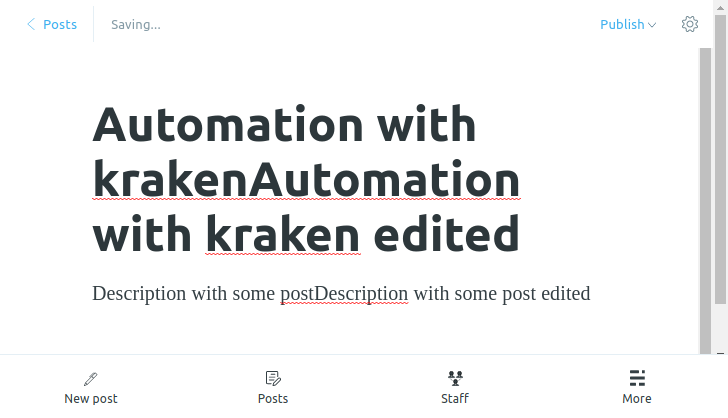 Posts
Saving...
Publish
Automation with
krakenAutomation
with kraken edited
Description with some postDescription with some post edited
New post
Posts
Staff
More